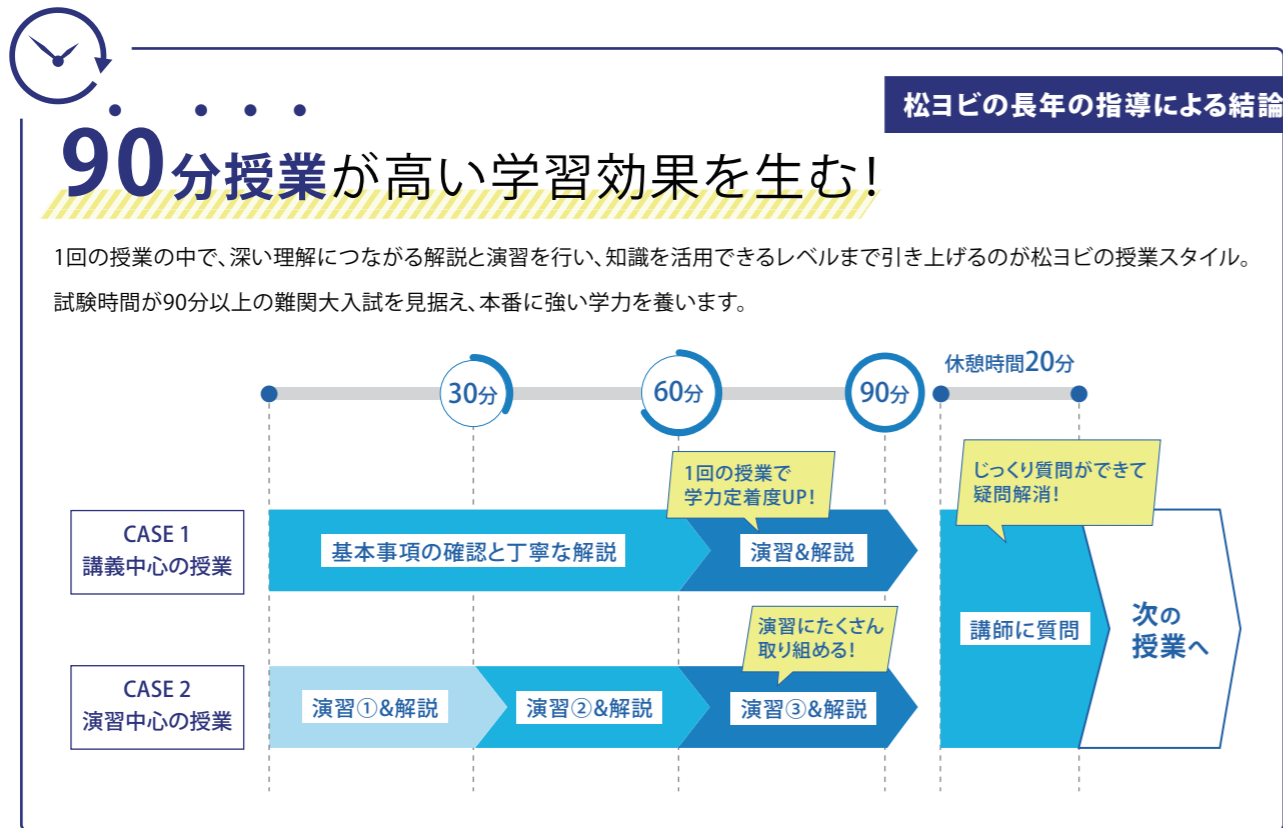 松ヨビの長年の指導による結論
90分授業が高い学習効果を生む!
1回の授業の中で、深い理解につながる解説と演習を行い、知識を活用できるレベルまで引き上げるのが松ヨビの授業スタイル。
試験時間が90分以上の難関大入試を見据え、本番に強い学力を養います。
30分
60分
90分
休憩時間20分
1回の授業で
学力定着度UP!
じっくり質問ができて
疑問解消!
CASE 1
講義中心の授業
基本事項の確認と丁寧な解説
演習&解説
演習にたくさん
取り組める!
CASE 2
演習中心の授業
演習①&解説
演習②&解説
演習③&解説
講師に質問
次の
授業へ